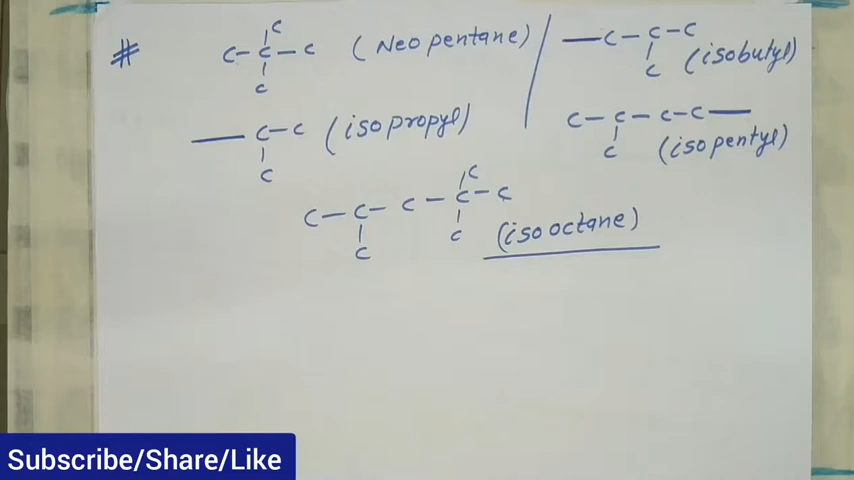 #
C
C-C-C (Neopentane)
C
-C-C-C
C (isobutyl)
-C-C (isopropyl)
C
C-C-C-C-
C (isopentyl)
C
C-C-C-C-C
C C (isooctane)
Subscribe/Share/Like